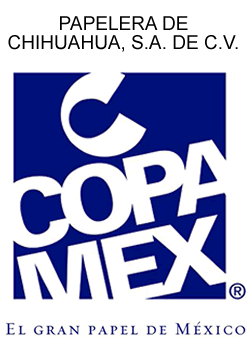 PAPELERA DE
CHIHUAHUA, S.A. DE C.V.
C
COPA
MEX®
EL GRAN PAPEL DE MÉXICO